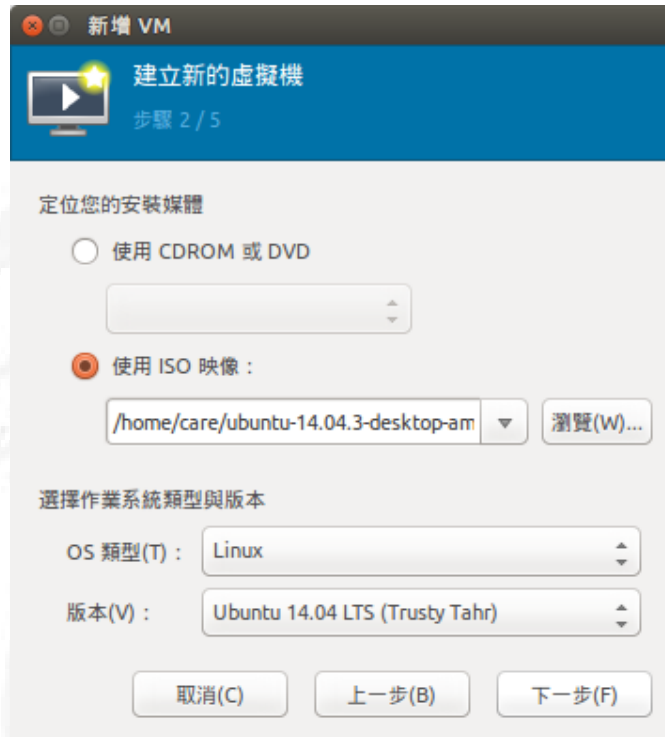 新增 VM
建立新的虛擬機
步驟 2 / 5
定位您的安裝媒體
使用 CDROM 或 DVD
使用 ISO 映像：
/home/care/ubuntu-14.04.3-desktop-am
瀏覽(W)...
選擇作業系統類型與版本
OS 類型(T)： Linux
版本(V)： Ubuntu 14.04 LTS (Trusty Tahr)
取消(C) 上一步(B) 下一步(F)